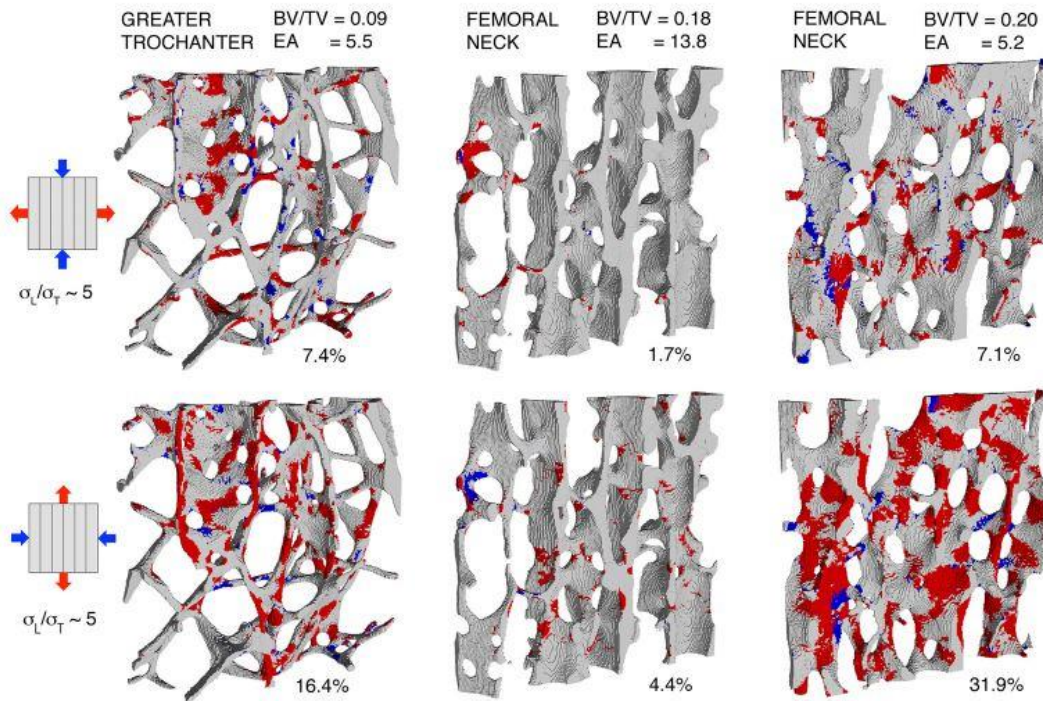 GREATER TROCHANTER
BV/TV = 0.09
EA = 5.5
FEMORAL NECK
BV/TV = 0.18
EA = 13.8
FEMORAL NECK
BV/TV = 0.20
EA = 5.2
σL/σT ~ 5
7.4%
1.7%
7.1%
σL/σT ~ 5
16.4%
4.4%
31.9%